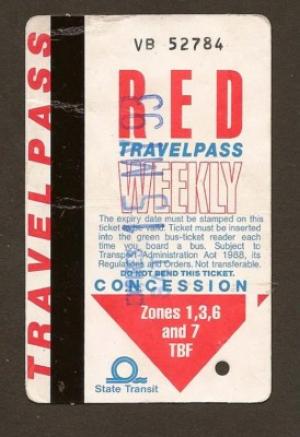 TRAVELPASS
VB 52784
RED
TRAVELPASS
WEEKLY
The expiry date must be stamped on this
ticket to be valid. Ticket must be inserted
into the green bus-ticket reader each
time you board a bus. Subject to
Transport Administration Act 1988, its
Regulations and Orders. Not transferable.
DO NOT BEND THIS TICKET.
CONCESSION
Zones 1,3,6
and 7
TBF
State Transit